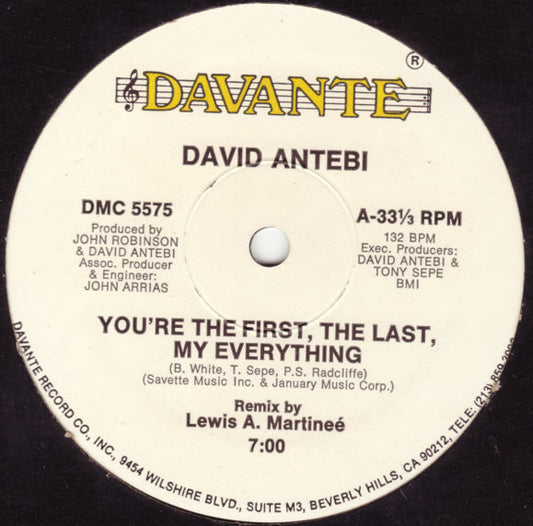 ®
DAVANTE
DAVID ANTEBI
DMC 5575
Produced by
JOHN ROBINSON
& DAVID ANTEBI
Assoc. Producer
& Engineer:
JOHN ARRIAS
A-33⅓ RPM
132 BPM
Exec. Producers:
DAVID ANTEBI &
TONY SEPE
BMI
YOU'RE THE FIRST, THE LAST,
MY EVERYTHING
(B. White, T. Sepe, P.S. Radcliffe)
(Savette Music Inc. & January Music Corp.)
Remix by
Lewis A. Martineé
7:00
DAVANTE RECORD CO., INC., 9454 WILSHIRE BLVD., SUITE M3, BEVERLY HILLS, CA 90212, TELE: (213)